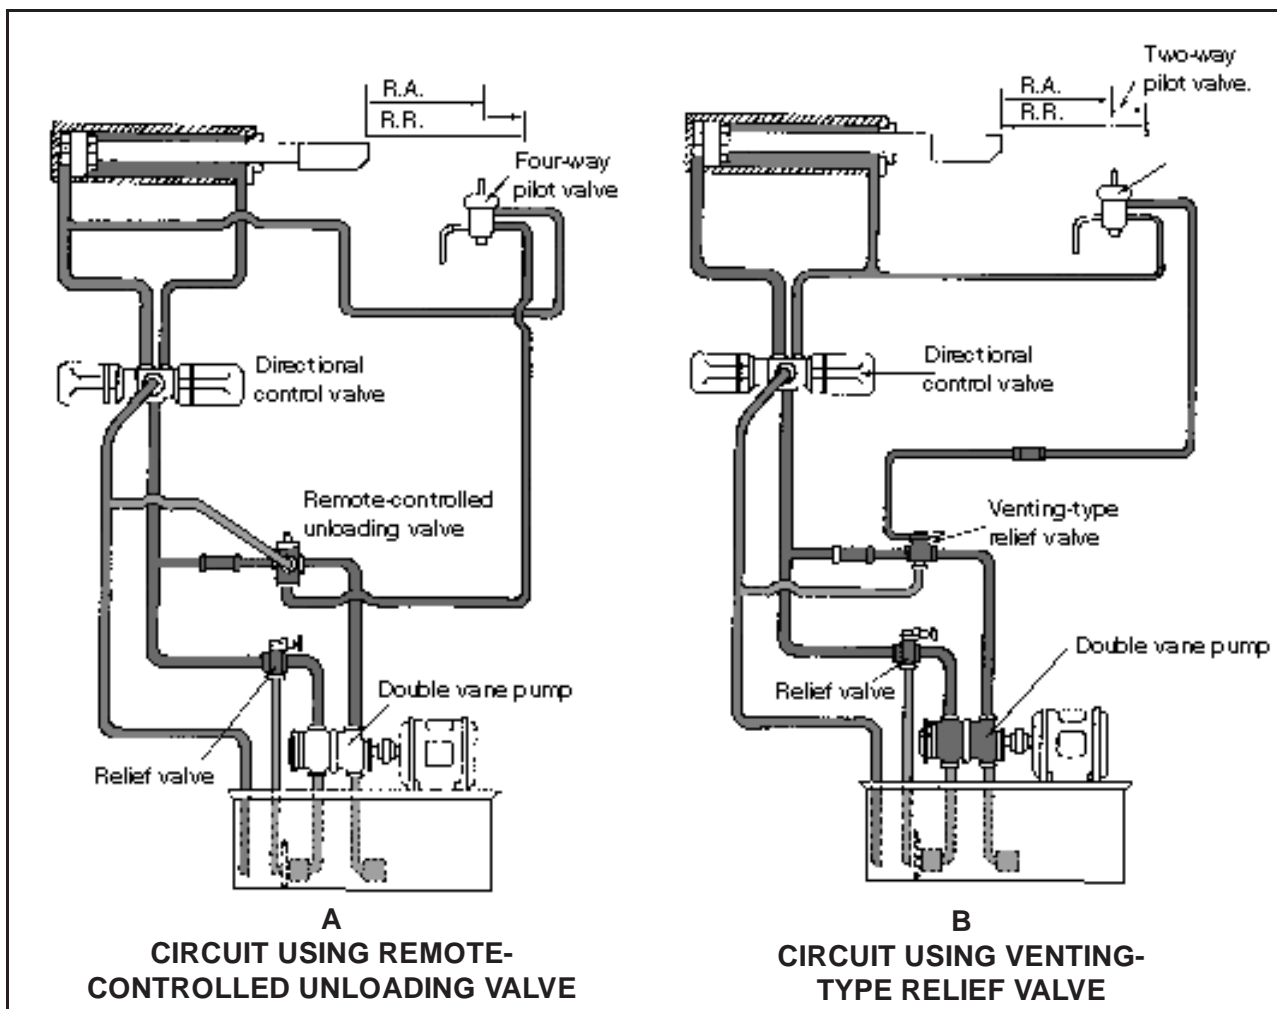 R.A.
R.R.
Four-way
pilot valve
Directional
control valve
Remote-controlled
unloading valve
Double vane pump
Relief valve
A
CIRCUIT USING REMOTE-
CONTROLLED UNLOADING VALVE
Two-way
pilot valve.
R.A.
R.R.
Directional
control valve
Venting-type
relief valve
Double vane pump
Relief valve
B
CIRCUIT USING VENTING-
TYPE RELIEF VALVE